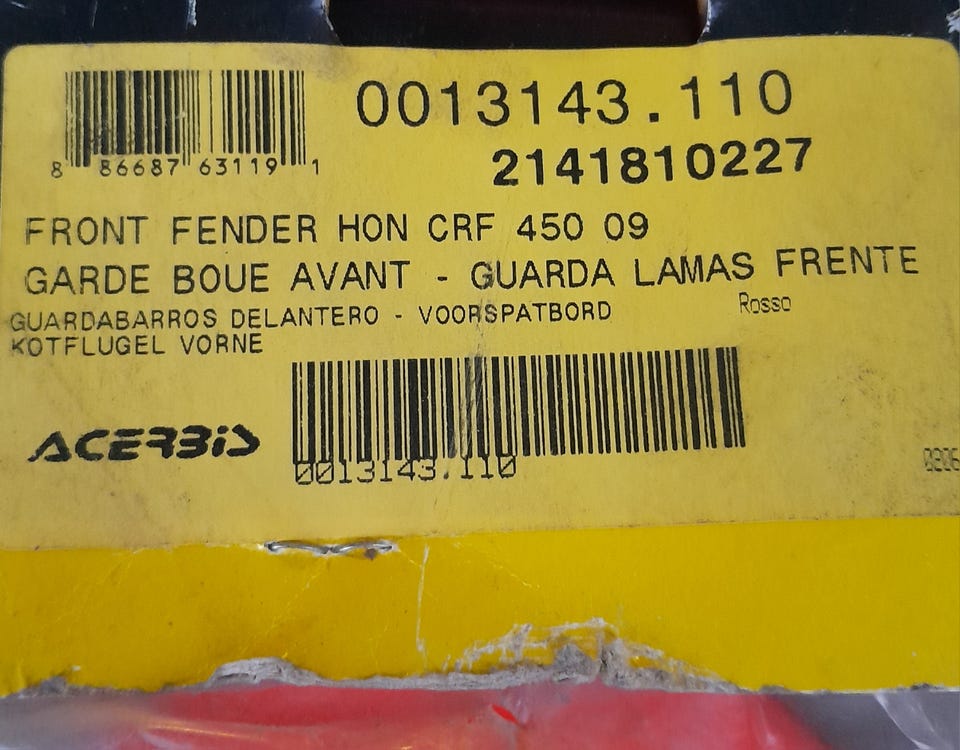 0013143.110
8 86687 63119 1
2141810227
FRONT FENDER HON CRF 450 09
GARDE BOUE AVANT - GUARDA LAMAS FRENTE
GUARDABARROS DELANTERO - VOORSPATBORD Rosso
KOTFLUGEL VORNE
ACERBIS
0013143.110